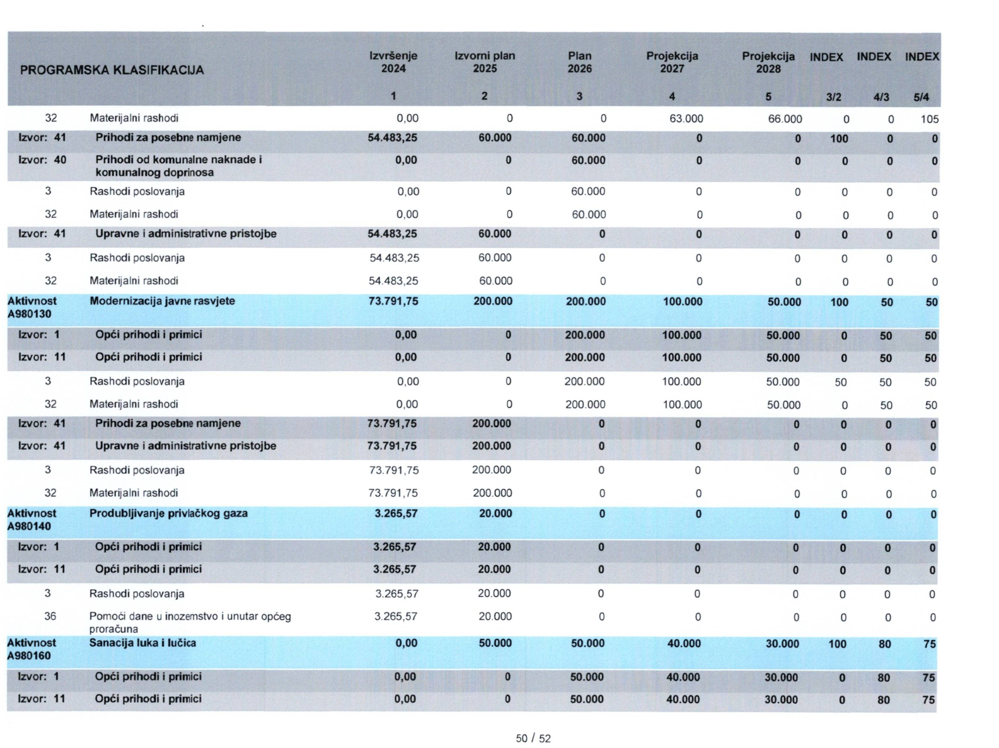 PROGRAMSKA KLASIFIKACIJA Izvršenje 2024 Izvorni plan 2025 Plan 2026 Projekcija 2027 Projekcija 2028 INDEX INDEX INDEX
1 2 3 4 5 3/2 4/3 5/4
32 Materijalni rashodi 0,00 0 0 63.000 66.000 0 0 105
Izvor: 41 Prihodi za posebne namjene 54.483,25 60.000 60.000 0 0 100 0 0
Izvor: 40 Prihodi od komunalne naknade i 0,00 0 60.000 0 0 0 0 0
komunalnog doprinosa
3 Rashodi poslovanja 0,00 0 60.000 0 0 0 0 0
32 Materijalni rashodi 0,00 0 60.000 0 0 0 0 0
Izvor: 41 Upravne i administrativne pristojbe 54.483,25 60.000 0 0 0 0 0 0
3 Rashodi poslovanja 54.483,25 60.000 0 0 0 0 0 0
32 Materijalni rashodi 54.483,25 60.000 0 0 0 0 0 0
Aktivnost Modernizacija javne rasvjete 73.791,75 200.000 200.000 100.000 50.000 100 50 50
A980130
Izvor: 1 Opći prihodi i primici 0,00 0 200.000 100.000 50.000 0 50 50
Izvor: 11 Opći prihodi i primici 0,00 0 200.000 100.000 50.000 0 50 50
3 Rashodi poslovanja 0,00 0 200.000 100.000 50.000 50 50 50
32 Materijalni rashodi 0,00 0 200.000 100.000 50.000 0 50 50
Izvor: 41 Prihodi za posebne namjene 73.791,75 200.000 0 0 0 0 0 0
Izvor: 41 Upravne i administrativne pristojbe 73.791,75 200.000 0 0 0 0 0 0
3 Rashodi poslovanja 73.791,75 200.000 0 0 0 0 0 0
32 Materijalni rashodi 73.791,75 200.000 0 0 0 0 0 0
Aktivnost Produbljivanje privlačkog gaza 3.265,57 20.000 0 0 0 0 0 0
A980140
Izvor: 1 Opći prihodi i primici 3.265,57 20.000 0 0 0 0 0 0
Izvor: 11 Opći prihodi i primici 3.265,57 20.000 0 0 0 0 0 0
3 Rashodi poslovanja 3.265,57 20.000 0 0 0 0 0 0
36 Pomoći dane u inozemstvo i unutar općeg 3.265,57 20.000 0 0 0 0 0 0
proračuna
Aktivnost Sanacija luka i lučica 0,00 50.000 50.000 40.000 30.000 100 80 75
A980160
Izvor: 1 Opći prihodi i primici 0,00 0 50.000 40.000 30.000 0 80 75
Izvor: 11 Opći prihodi i primici 0,00 0 50.000 40.000 30.000 0 80 75
50 / 52